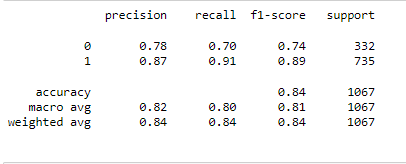 precision recall f1-score support
0 0.78 0.70 0.74 332
1 0.87 0.91 0.89 735
accuracy 0.84 1067
macro avg 0.82 0.80 0.81 1067
weighted avg 0.84 0.84 0.84 1067